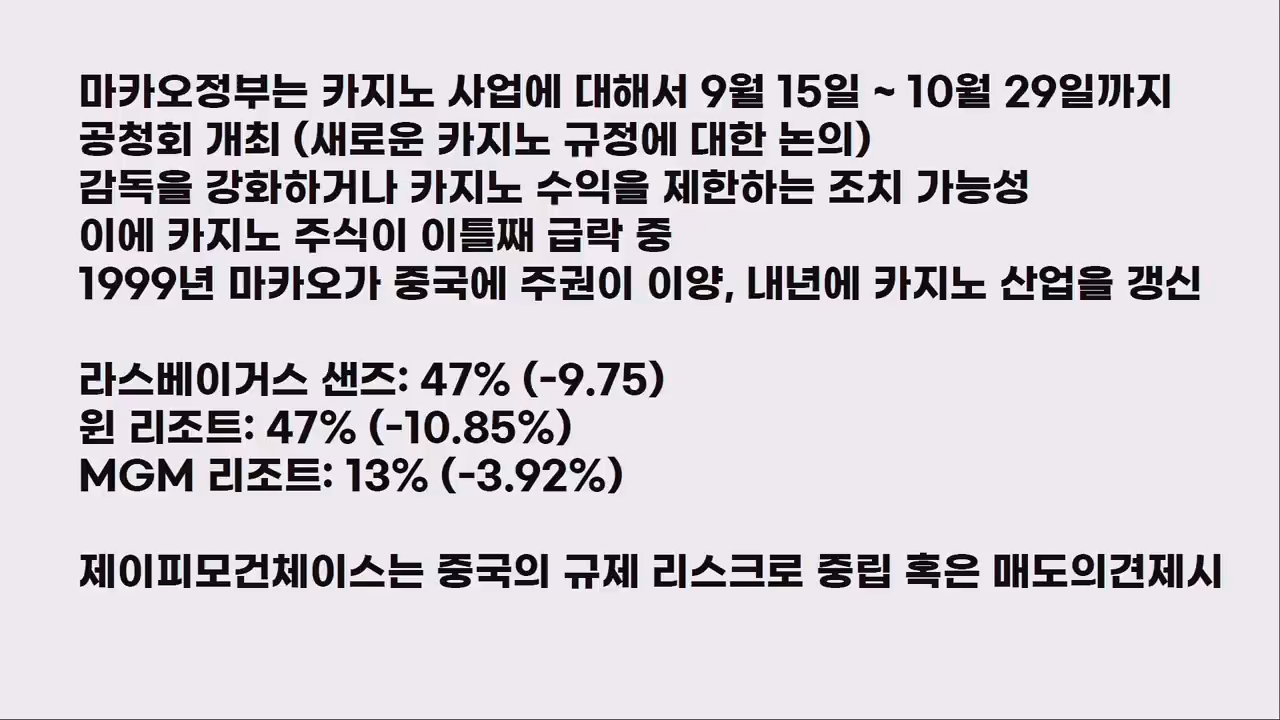 마카오정부는 카지노 사업에 대해서 9월 15일 ~ 10월 29일까지
공청회 개최 (새로운 카지노 규정에 대한 논의)
감독을 강화하거나 카지노 수익을 제한하는 조치 가능성
이에 카지노 주식이 이틀째 급락 중
1999년 마카오가 중국에 주권이 이양, 내년에 카지노 산업을 갱신
라스베이거스 샌즈: 47% (-9.75)
윈 리조트: 47% (-10.85%)
MGM 리조트: 13% (-3.92%)
제이피모건체이스는 중국의 규제 리스크로 중립 혹은 매도의견제시